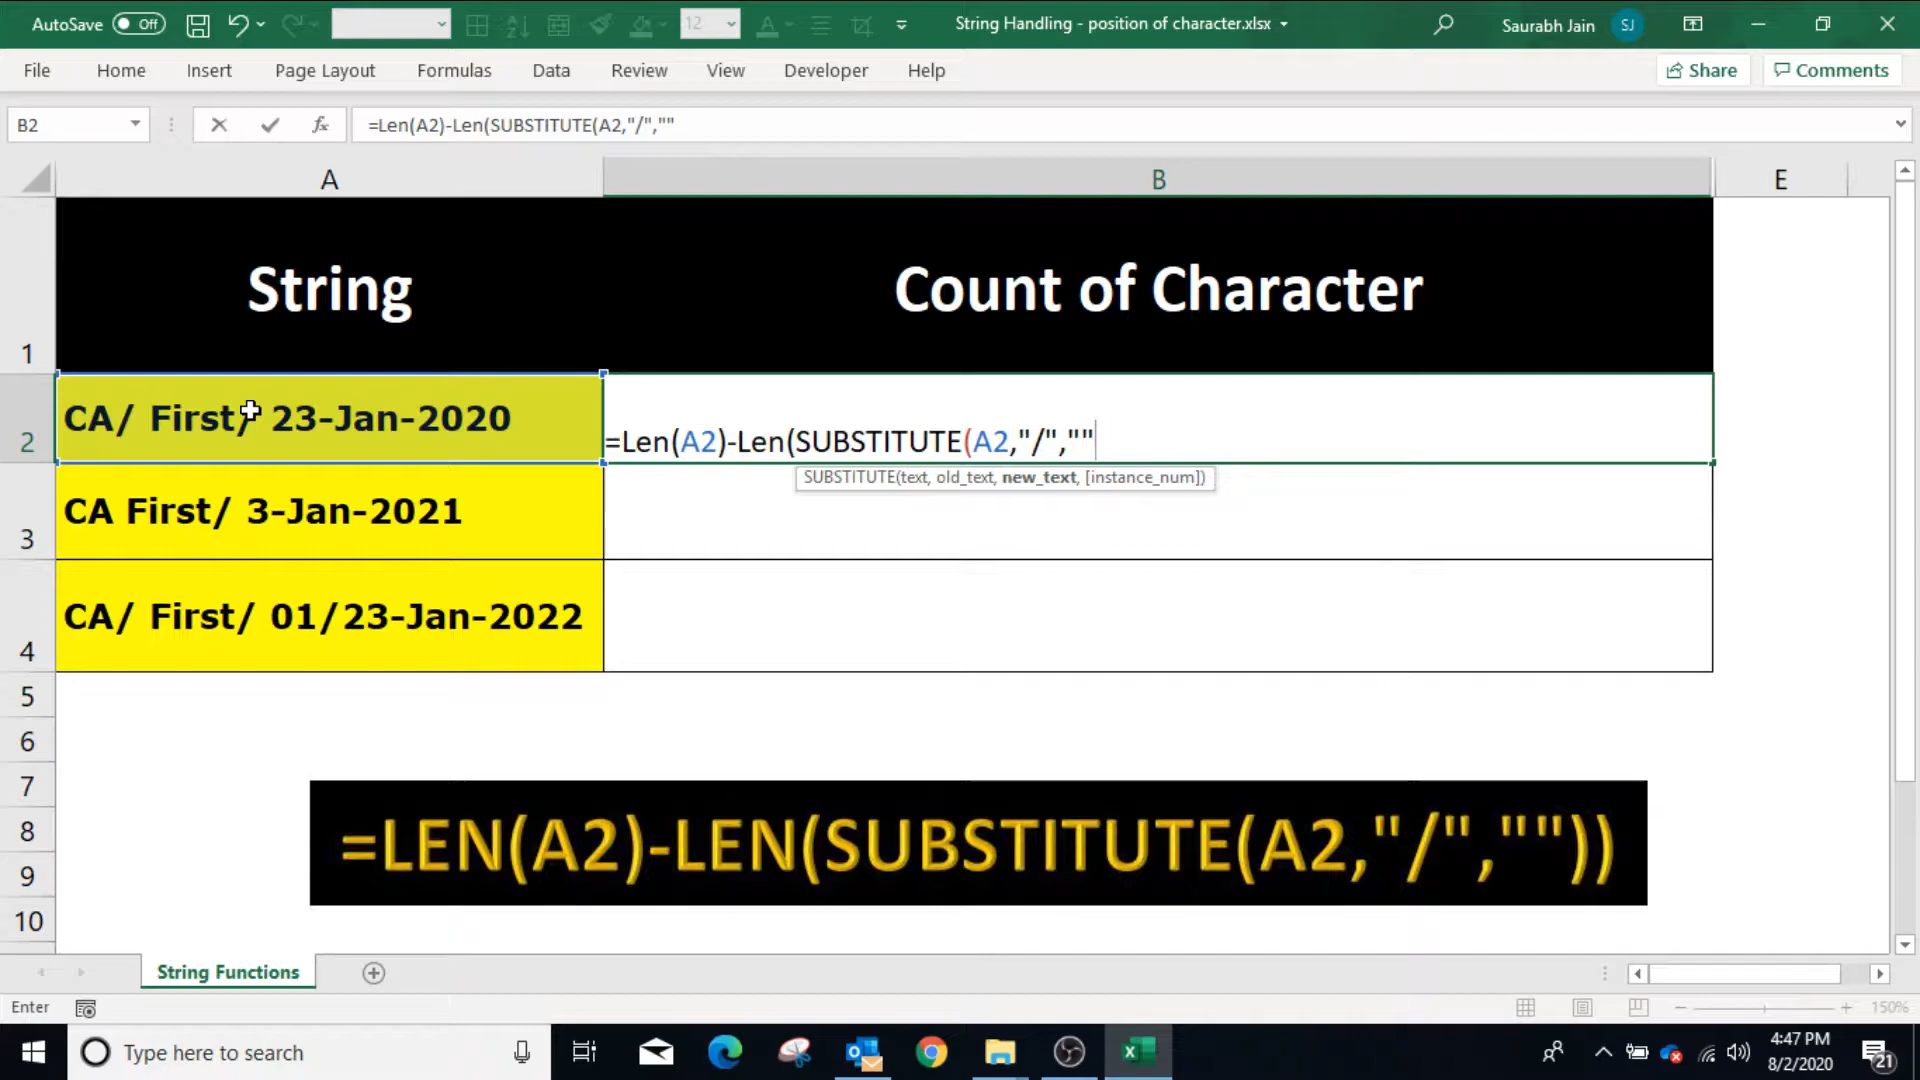 AutoSave Off 12 String Handling - position of character.xlsx Saurabh Jain SJ
File Home Insert Page Layout Formulas Data Review View Developer Help Share Comments
B2 fx =Len(A2)-Len(SUBSTITUTE(A2,"/",""
A B E
1 String Count of Character
2 CA/ First/ 23-Jan-2020 =Len(A2)-Len(SUBSTITUTE(A2,"/",""
SUBSTITUTE(text, old_text, new_text, [instance_num])
3 CA First/ 3-Jan-2021
4 CA/ First/ 01/23-Jan-2022
5
6
7
8 =LEN(A2)-LEN(SUBSTITUTE(A2,"/",""))
9
10
String Functions
Enter 150%
Type here to search 4:47 PM
8/2/2020 21